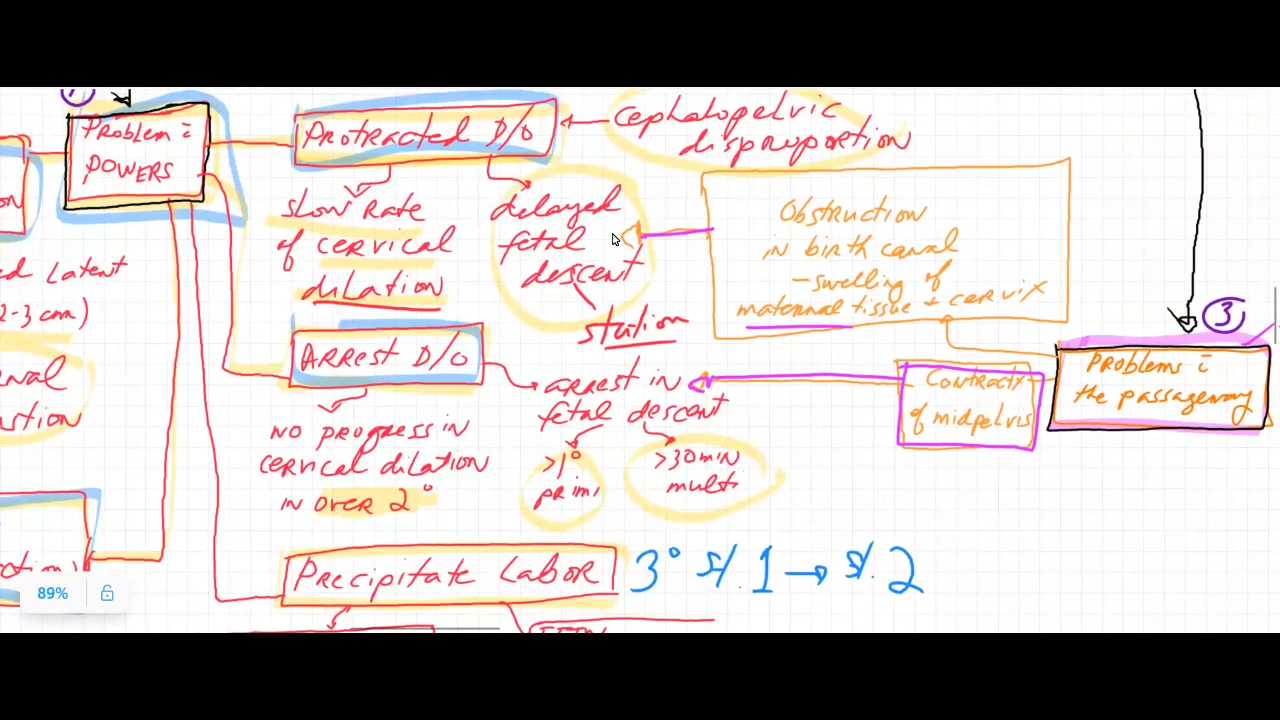 Problem c̄
POWERS
PROTRACTED D/O
cephalopelvic
disproportion
slow rate
of cervical
dilation
delayed
fetal
descent
station
Obstruction
in birth canal
- swelling of
maternal tissue + cervix
3
Problems c̄
the passageway
Contractx
of midpelvis
ed Latent
2-3 cm)
ARREST D/O
arrest in
fetal descent
>1°
primi
>30min
multi
NO PROGRESS IN
CERVICAL DILATION
IN OVER 2°
PRECIPITATE LABOR
3° st. 1 → st. 2
89%